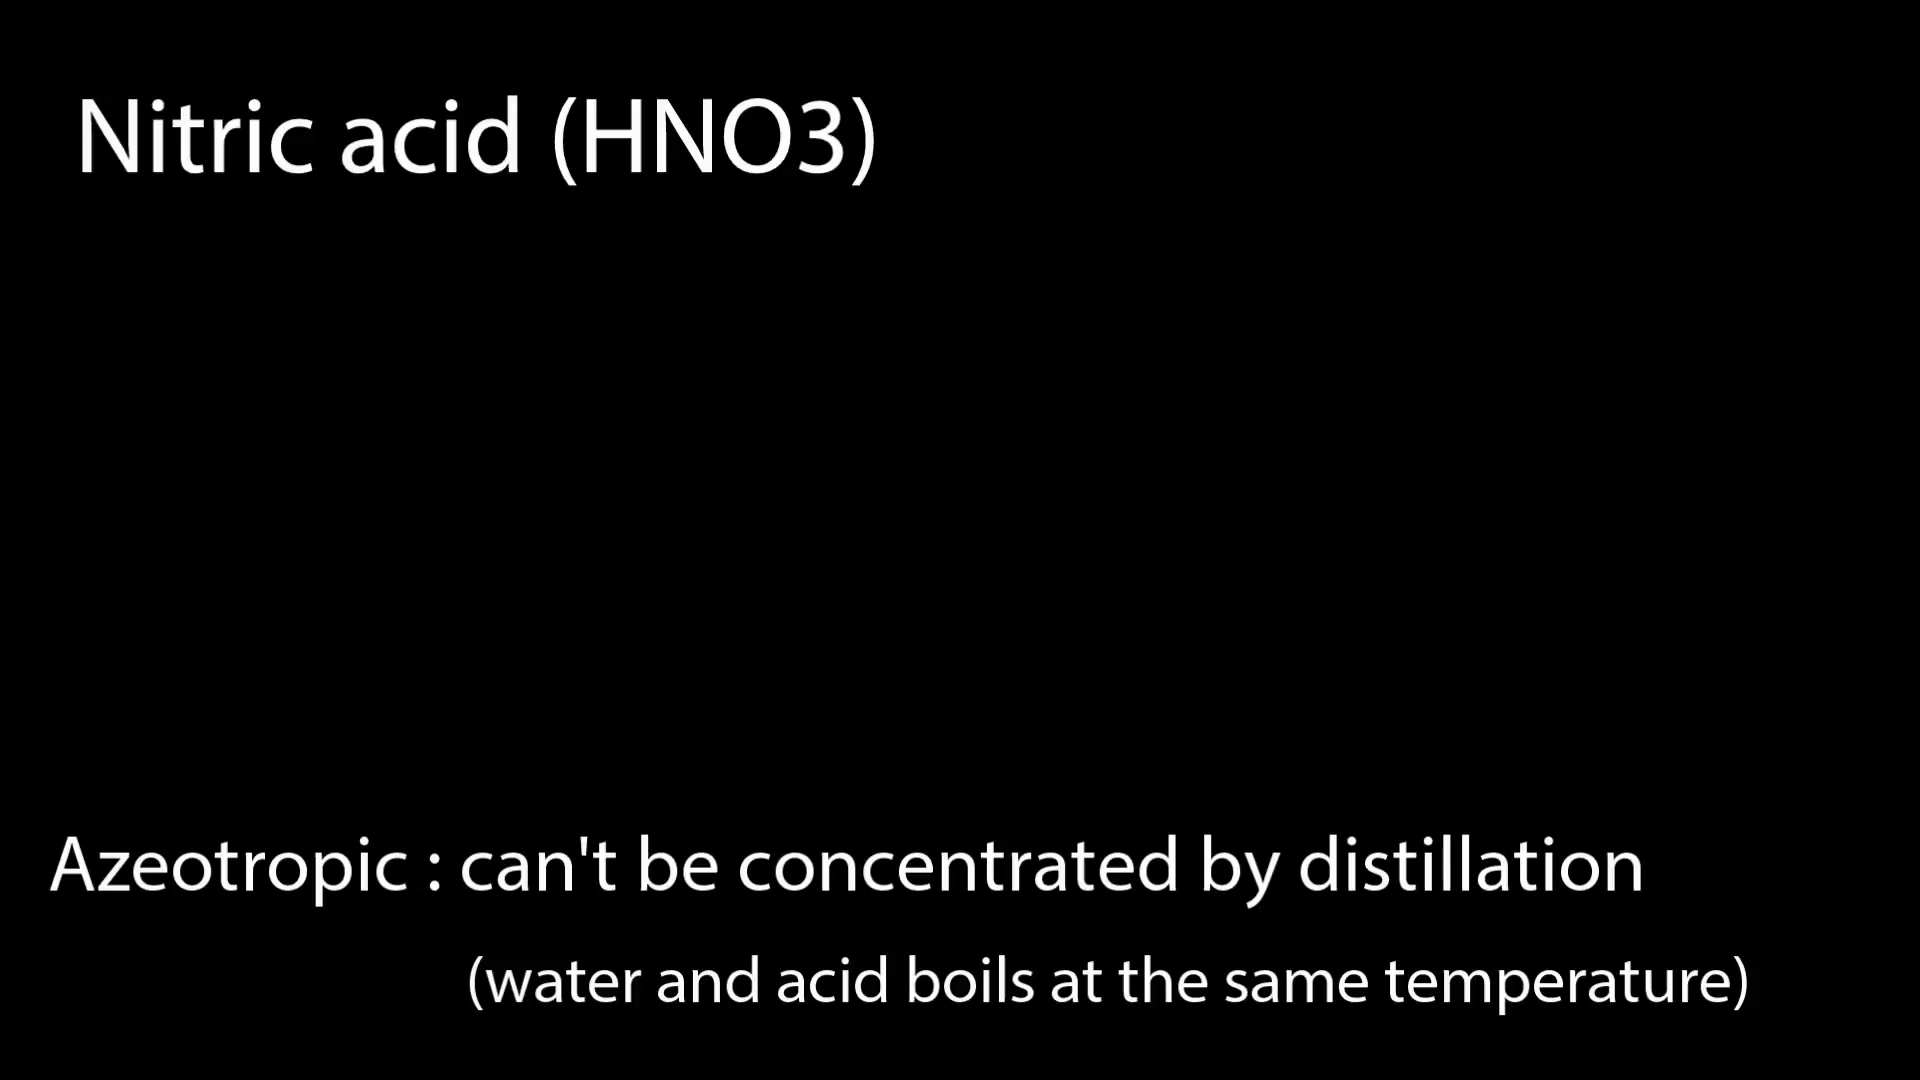 Nitric acid (HNO3)
Azeotropic : can't be concentrated by distillation
(water and acid boils at the same temperature)